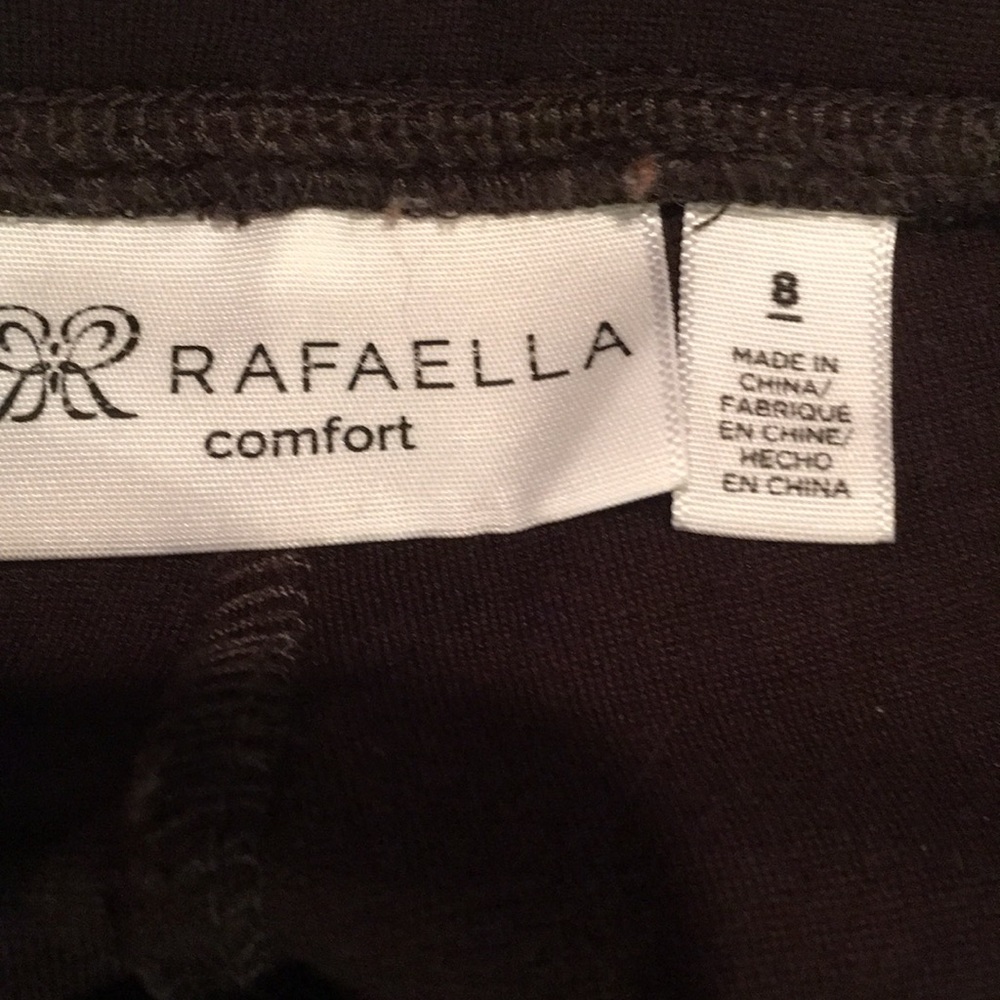 RAFAELLA
comfort
8
MADE IN
CHINA/
FABRIQUÉ
EN CHINE/
HECHO
EN CHINA